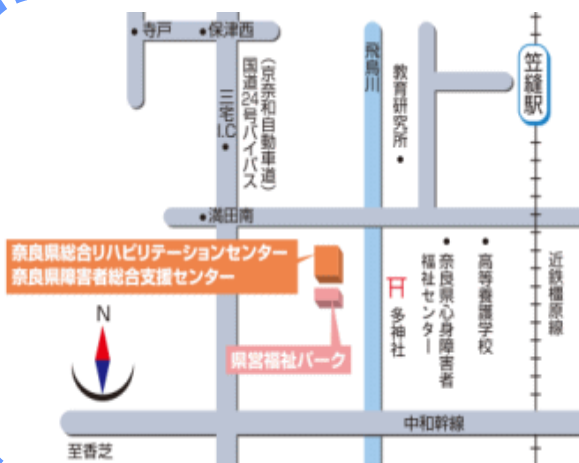 寺戸
保津西
三宅I.C
国道24号バイパス
(京奈和自動車道)
飛鳥川
教育研究所
笠縫駅
満田南
奈良県総合リハビリテーションセンター
奈良県障害者総合支援センター
県営福祉パーク
多神社
奈良県心身障害者
福祉センター
高等養護学校
近鉄橿原線
N
中和幹線
至香芝